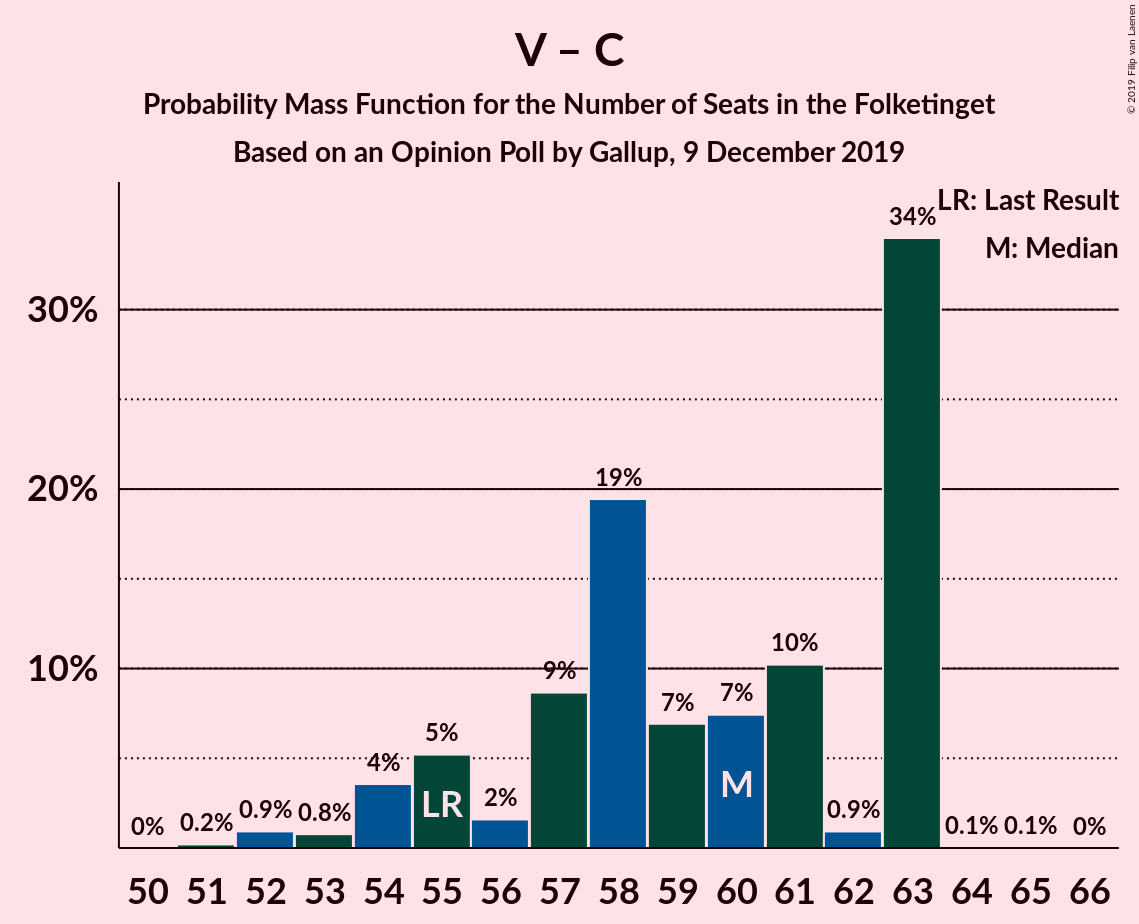 V – C
Probability Mass Function for the Number of Seats in the Folketinget
Based on an Opinion Poll by Gallup, 9 December 2019
© 2019 Filip van Laenen
LR: Last Result
M: Median
30%
20%
10%
0%
0.2%
0.9%
0.8%
4%
5%
2%
9%
19%
7%
7%
10%
0.9%
34%
0.1%
0.1%
0%
LR
M
50 51 52 53 54 55 56 57 58 59 60 61 62 63 64 65 66